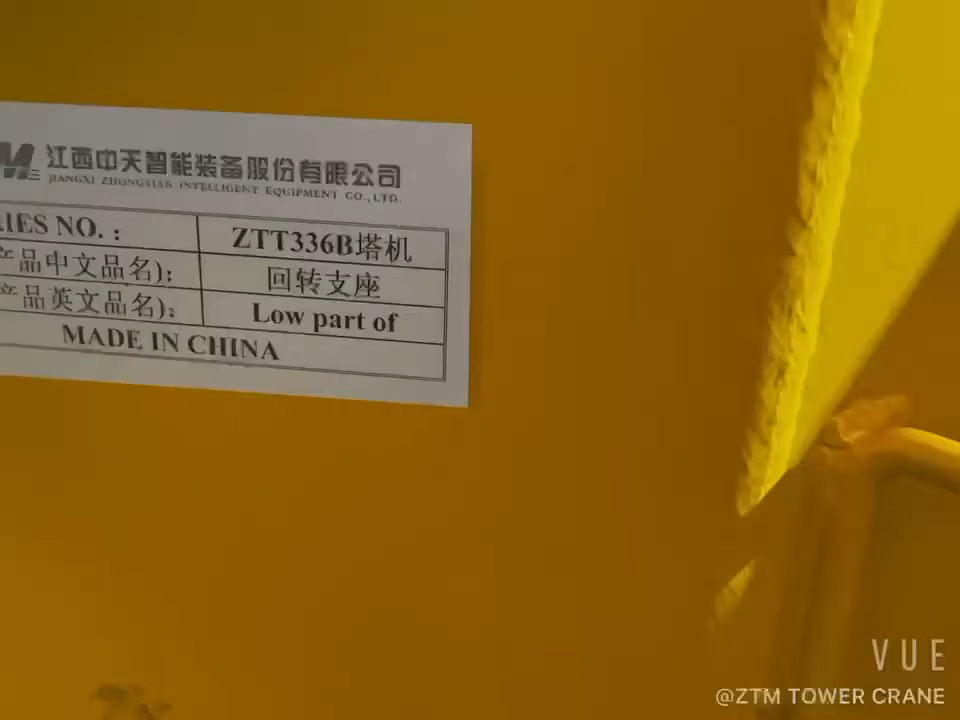 江西中天智能装备股份有限公司
JIANGXI ZHONGTIAN INTELLIGENT EQUIPMENT CO., LTD.
NO. : ZTT336B塔机
产品中文品名): 回转支座
产品英文品名): Low part of
MADE IN CHINA
VUE
@ZTM TOWER CRANE